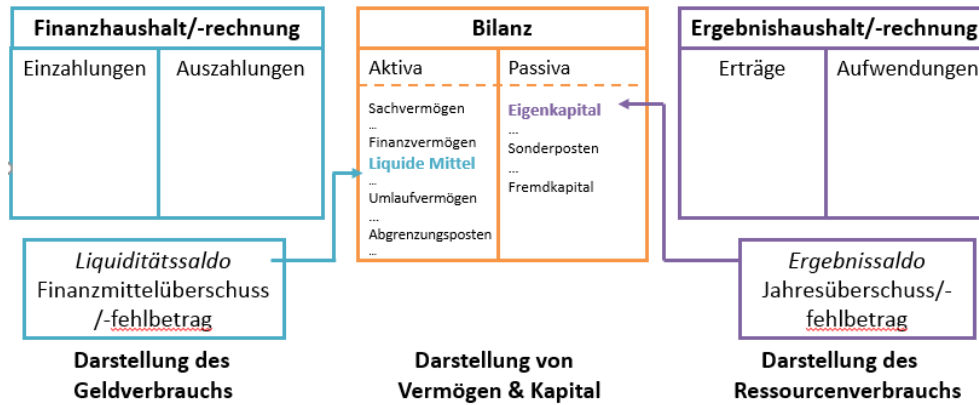 Finanzhaushalt/-rechnung
Einzahlungen
Auszahlungen
Liquiditätssaldo
Finanzmittelüberschuss
/-fehlbetrag
Darstellung des
Geldverbrauchs
Bilanz
Aktiva
Passiva
Sachvermögen
...
Finanzvermögen
Liquide Mittel
...
Umlaufvermögen
...
Abgrenzungsposten
...
Eigenkapital
...
Sonderposten
...
Fremdkapital
Darstellung von
Vermögen & Kapital
Ergebnishaushalt/-rechnung
Erträge
Aufwendungen
Ergebnissaldo
Jahresüberschuss/-
fehlbetrag
Darstellung des
Ressourcenverbrauchs